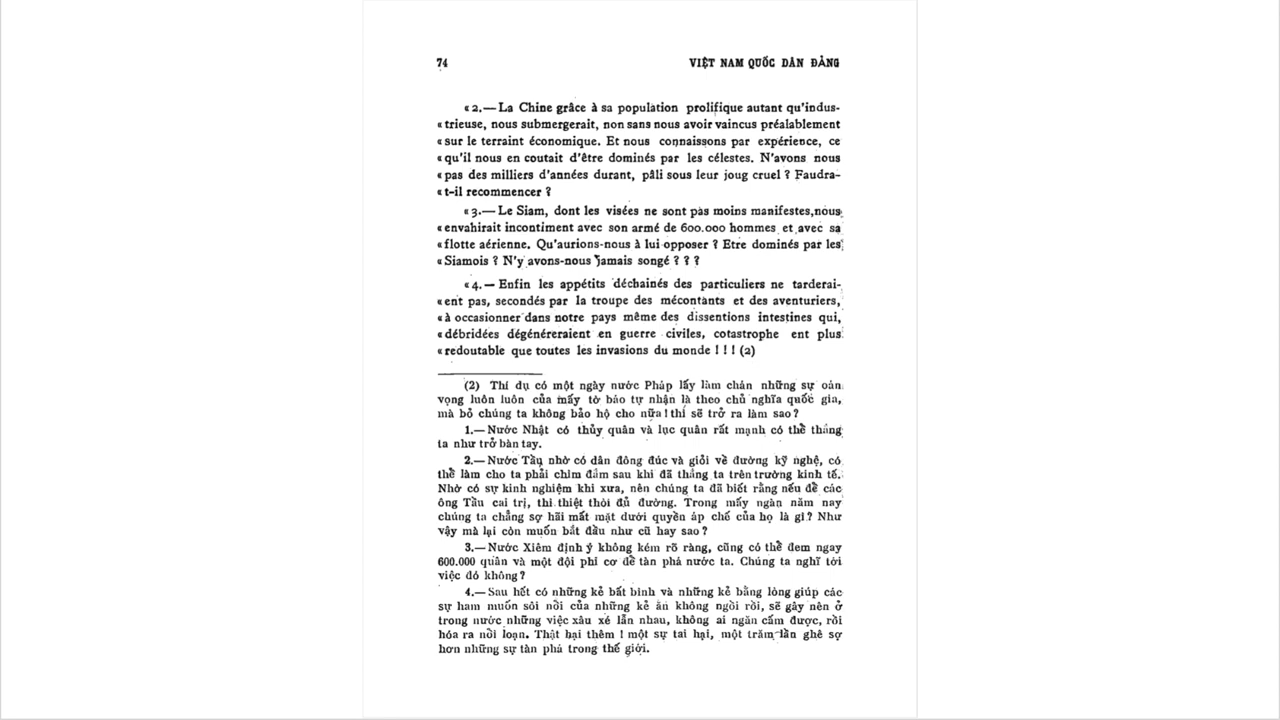 74 VIỆT NAM QUỐC DÂN ĐẢNG
« 2.— La Chine grâce à sa population prolifique autant qu'indus-
« trieuse, nous submergerait, non sans nous avoir vaincus préalablement
« sur le terraint économique. Et nous connaissons par expérience, ce
« qu'il nous en coutait d'être dominés par les célestes. N'avons nous
« pas des milliers d'années durant, pâli sous leur joug cruel ? Faudra-
« t-il recommencer ?
« 3.— Le Siam, dont les visées ne sont pas moins manifestes, nous
« envahirait incontiment avec son armé de 600.000 hommes et avec sa
« flotte aérienne. Qu'aurions-nous à lui opposer ? Etre dominés par les
« Siamois ? N'y avons-nous jamais songé ? ? ?
« 4.— Enfin les appétits déchainés des particuliers ne tarderai-
« ent pas, secondés par la troupe des mécontants et des aventuriers,
« à occasionner dans notre pays même des dissentions intestines qui,
« débridées dégénéreraient en guerre civiles, cotastrophe ent plus
« redoutable que toutes les invasions du monde ! ! ! (2)
(2) Thí dụ có một ngày nước Pháp lấy làm chán những sự oán
vọng luôn luôn của mấy tờ báo tự nhận là theo chủ nghĩa quốc gia,
mà bỏ chúng ta không bảo hộ cho nữa ! thì sẽ trở ra làm sao ?
1.— Nước Nhật có thủy quân và lục quân rất mạnh có thể thắng
ta như trở bàn tay.
2.— Nước Tầu nhờ có dân đông đúc và giỏi về đường kỹ nghệ, có
thể làm cho ta phải chìm đắm sau khi đã thắng ta trên trường kinh tế.
Nhờ có sự kinh nghiệm khi xưa, nên chúng ta đã biết rằng nếu để các
ông Tầu cai trị, thì thiệt thòi đủ đường. Trong mấy ngàn năm nay
chúng ta chẳng sợ hãi mất mặt dưới quyền áp chế của họ là gì ? Như
vậy mà lại còn muốn bắt đầu như cũ hay sao ?
3.— Nước Xiêm định ý không kém rõ ràng, cũng có thể đem ngay
600.000 quân và một đội phi cơ để tàn phá nước ta. Chúng ta nghĩ tới
việc đó không ?
4.— Sau hết có những kẻ bất bình và những kẻ bằng lòng giúp các
sự ham muốn sôi nổi của những kẻ ăn không ngồi rồi, sẽ gây nên ở
trong nước những việc xâu xé lẫn nhau, không ai ngăn cấm được, rồi
hóa ra nổi loạn. Thật hại thêm ! một sự tai hại, một trăm lần ghê sợ
hơn những sự tàn phá trong thế giới.